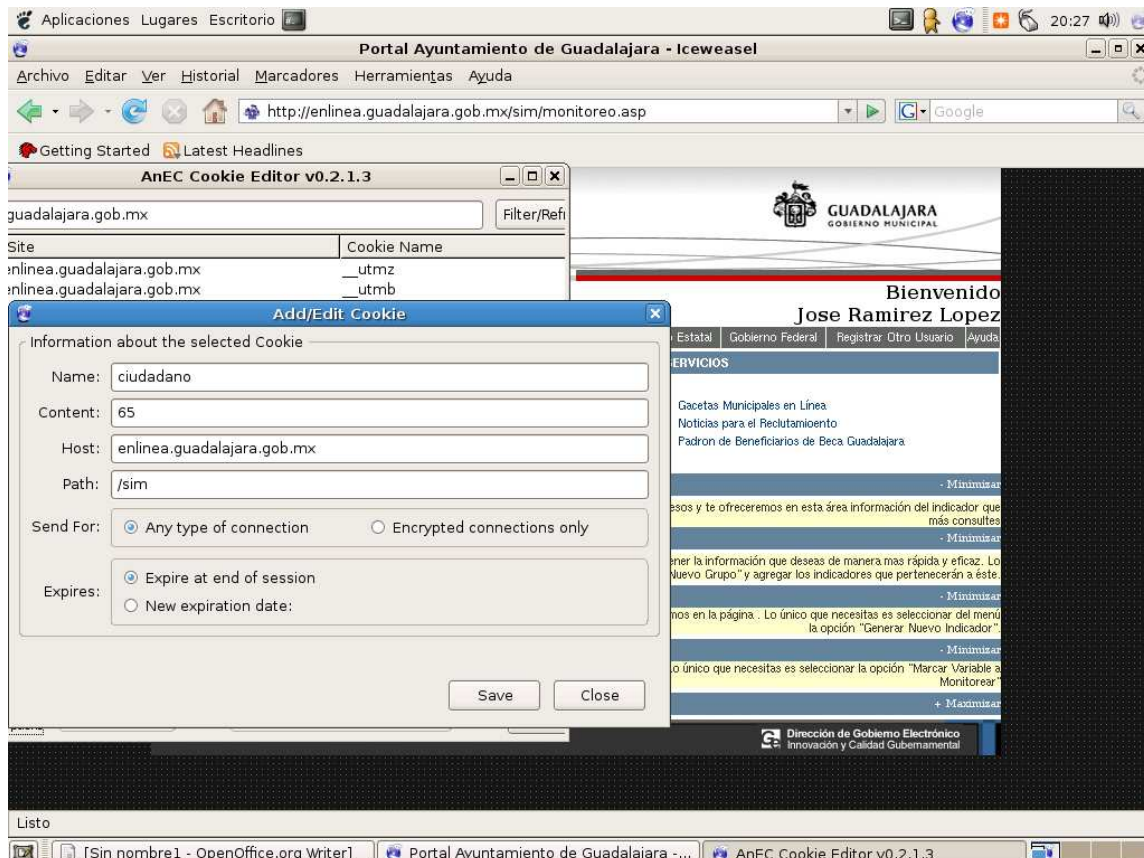 Aplicaciones Lugares Escritorio 20:27
Portal Ayuntamiento de Guadalajara - Iceweasel
Archivo Editar Ver Historial Marcadores Herramientas Ayuda
http://enlinea.guadalajara.gob.mx/sim/monitoreo.asp G Google
Getting Started Latest Headlines
AnEC Cookie Editor v0.2.1.3
guadalajara.gob.mx Filter/Refr
Site Cookie Name
enlinea.guadalajara.gob.mx __utmz
enlinea.guadalajara.gob.mx __utmb
GUADALAJARA
GOBIERNO MUNICIPAL
Bienvenido
Jose Ramirez Lopez
Estatal Gobierno Federal Registrar Otro Usuario Ayuda
ERVICIOS
Gacetas Municipales en Línea
Noticias para el Reclutamioento
Padron de Beneficiarios de Beca Guadalajara
- Minimizar
esos y te ofreceremos en esta área información del indicador que
más consultes
- Minimizar
ener la información que deseas de manera mas rápida y eficaz. Lo
Nuevo Grupo" y agregar los indicadores que pertenecerán a éste.
- Minimizar
mos en la página . Lo único que necesitas es seleccionar del menú
la opción "Generar Nuevo Indicador".
- Minimizar
Lo único que necesitas es seleccionar la opción "Marcar Variable a
Monitorear"
+ Maximizar
Dirección de Gobierno Electrónico
Innovación y Calidad Gubernamental
Add/Edit Cookie
Information about the selected Cookie
Name: ciudadano
Content: 65
Host: enlinea.guadalajara.gob.mx
Path: /sim
Send For: Any type of connection Encrypted connections only
Expires: Expire at end of session
New expiration date:
Save Close
Listo
[Sin nombre1 - OpenOffice.org Writer] Portal Ayuntamiento de Guadalajara -... AnEC Cookie Editor v0.2.1.3